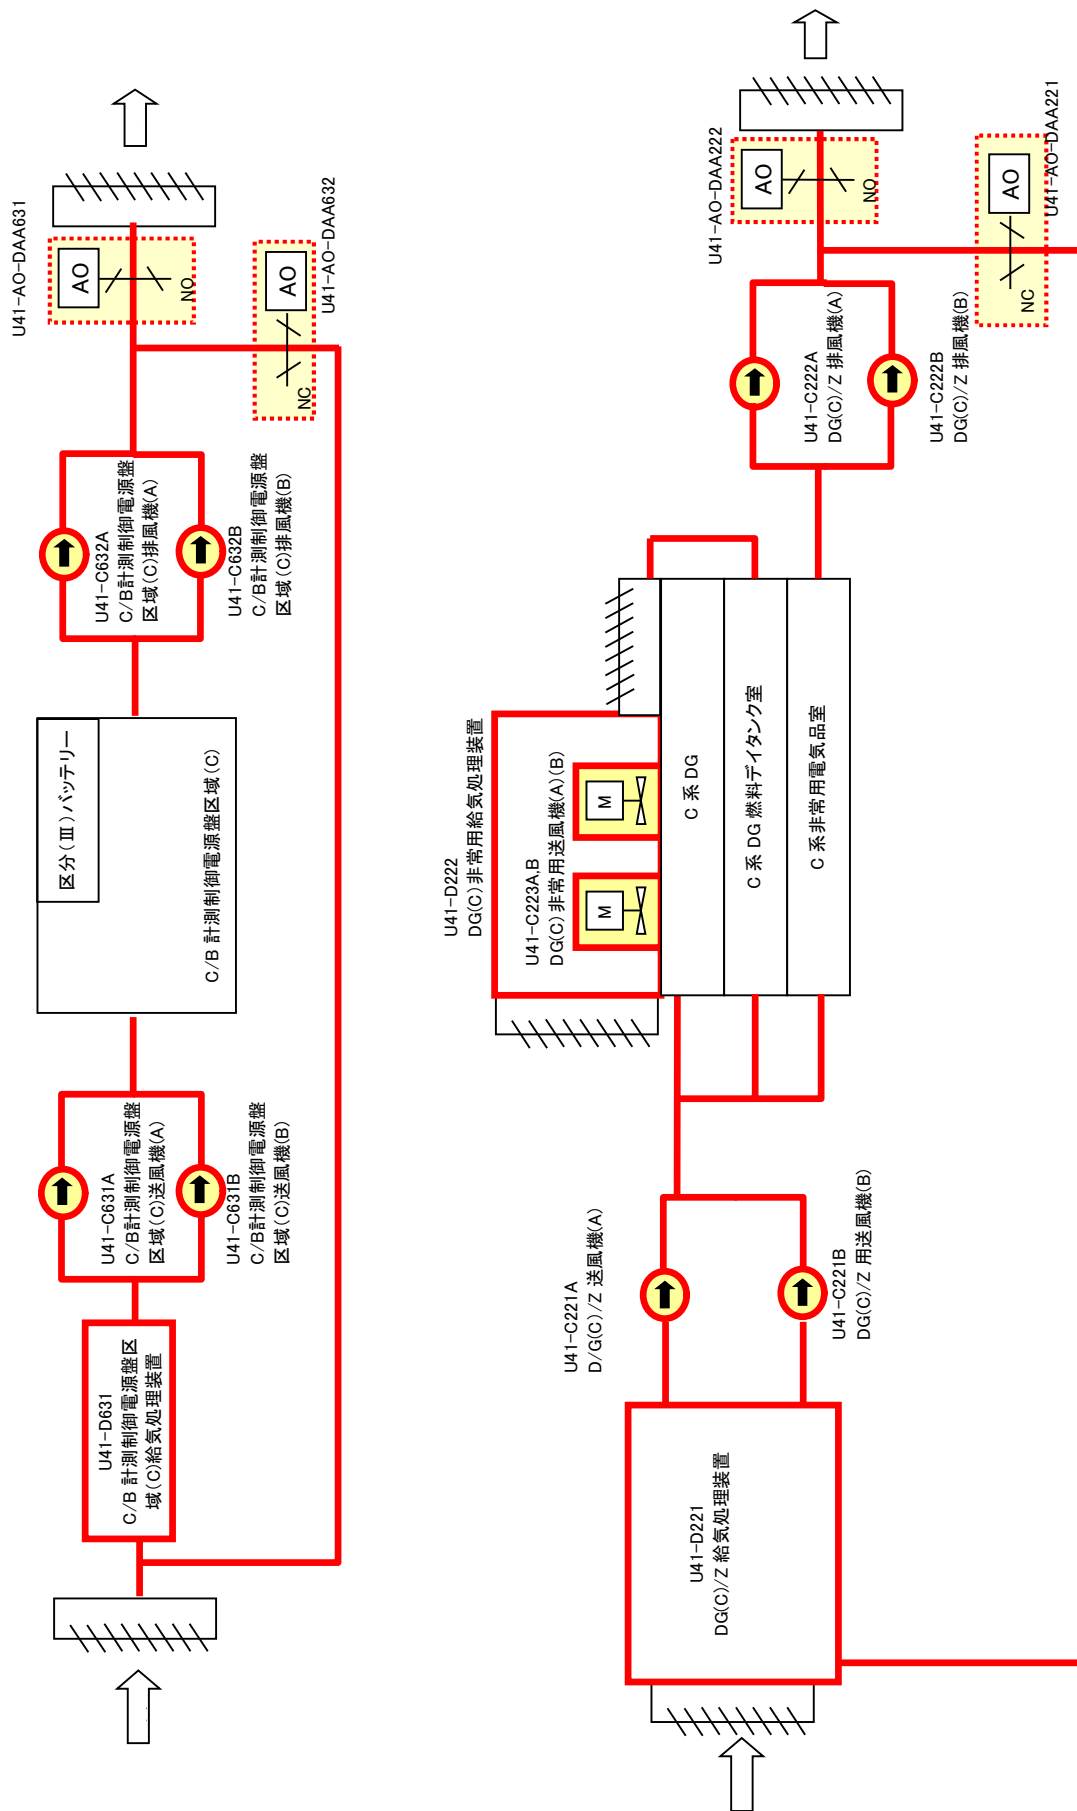 U41-D631
C/B 計測制御電源盤区
域(C)給気処理装置
U41-C631A
C/B計測制御電源盤
区域(C)送風機(A)
U41-C631B
C/B計測制御電源盤
区域(C)送風機(B)
区分(Ⅲ)バッテリー
C/B 計測制御電源盤区域(C)
U41-C632A
C/B計測制御電源盤
区域(C)排風機(A)
U41-C632B
C/B計測制御電源盤
区域(C)排風機(B)
U41-AO-DAA631
AO
NO
U41-AO-DAA632
AO
NC
U41-D221
DG(C)/Z 給気処理装置
U41-C221A
D/G(C)/Z 送風機(A)
U41-C221B
DG(C)/Z 用送風機(B)
U41-D222
DG(C)非常用給気処理装置
U41-C223A,B
DG(C)非常用送風機(A)(B)
M
M
C 系 DG
C 系 DG 燃料デイタンク室
C 系非常用電気品室
U41-C222A
DG(C)/Z 排風機(A)
U41-C222B
DG(C)/Z 排風機(B)
U41-AO-DAA222
AO
NO
U41-AO-DAA221
AO
NC